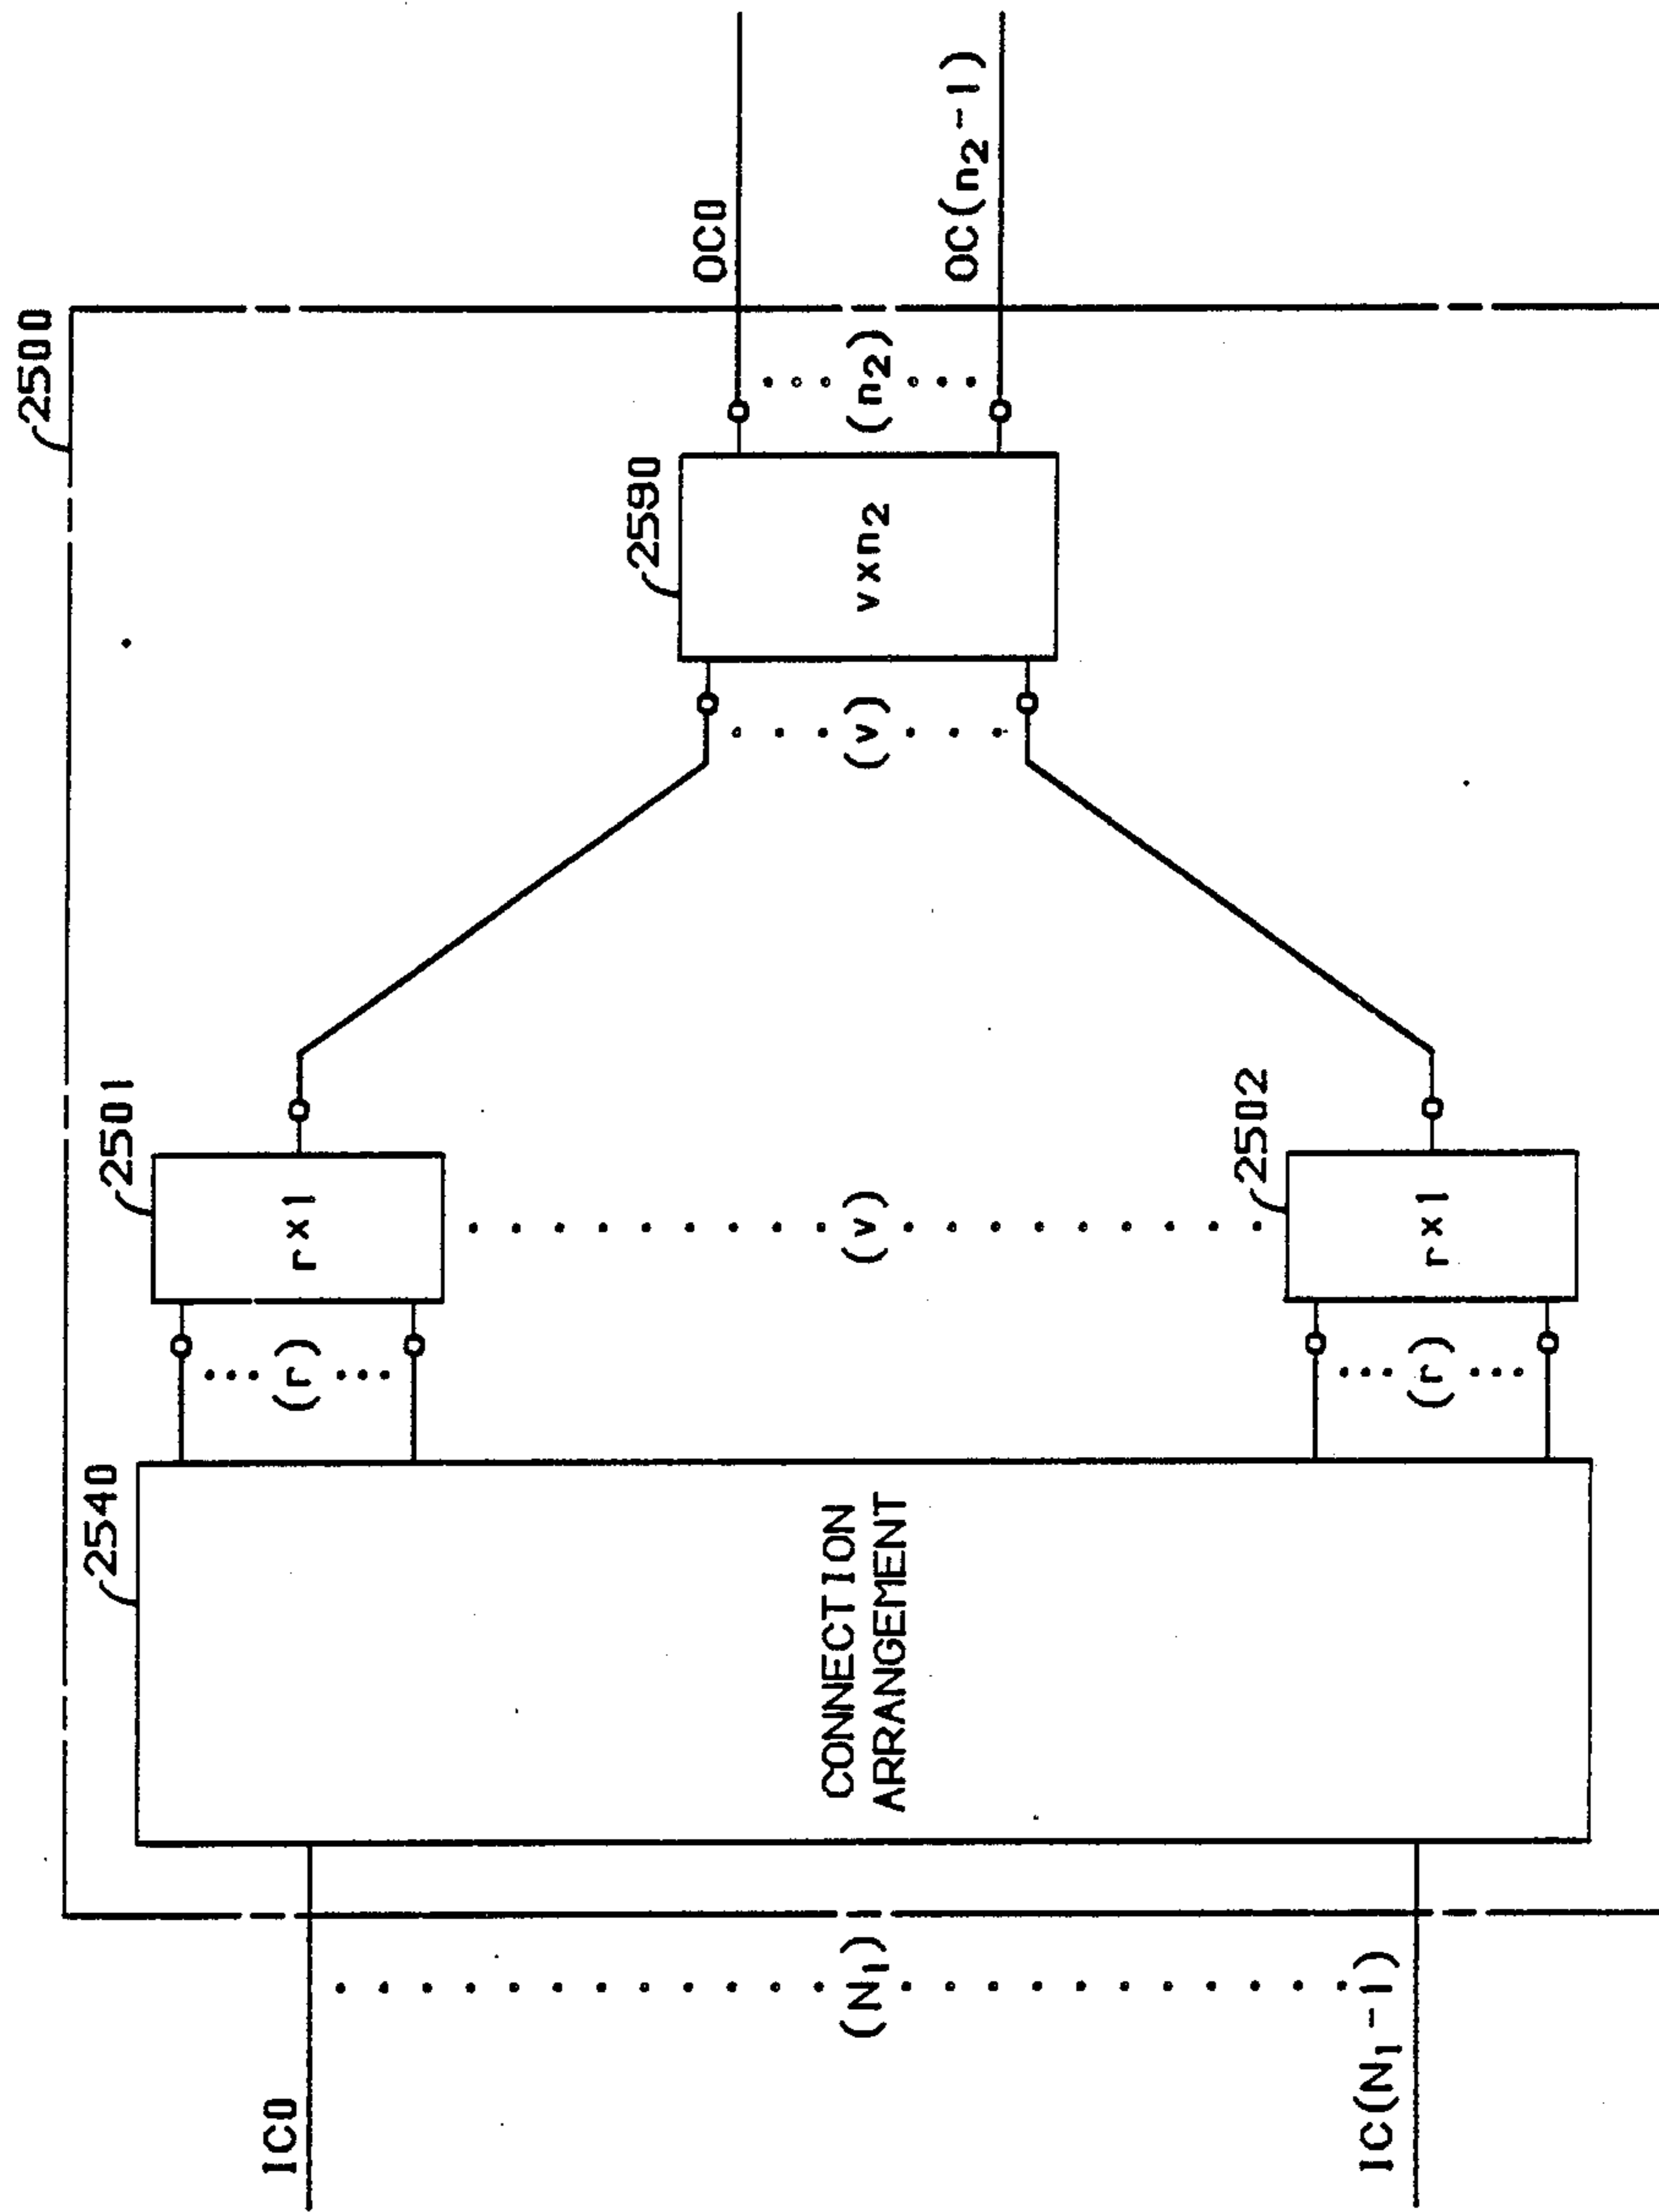 2500
2540
2501
2590
IC0
(r)
r×1
OC0
CONNECTION
ARRANGEMENT
(N₁)
(v)
(v)
v×n₂
(n₂)
OC(n₂-1)
2502
IC(N₁-1)
(r)
r×1